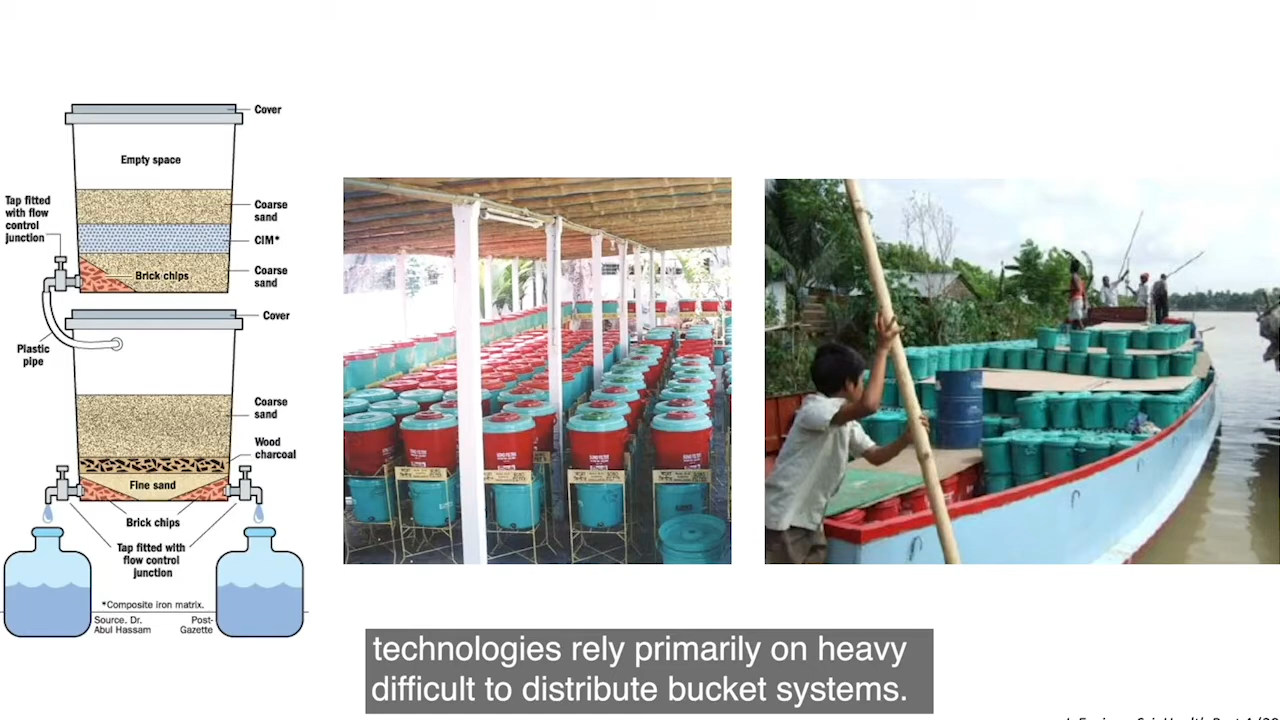 Cover
Empty space
Tap fitted
with flow
control
junction
Coarse
sand
CIM*
Brick chips
Coarse
sand
Cover
Plastic
pipe
Coarse
sand
Wood
charcoal
Fine sand
Brick chips
Tap fitted with
flow control
junction
*Composite iron matrix.
Source, Dr.
Abul Hassam
Post-
Gazette
SONO FILTER
technologies rely primarily on heavy
difficult to distribute bucket systems.